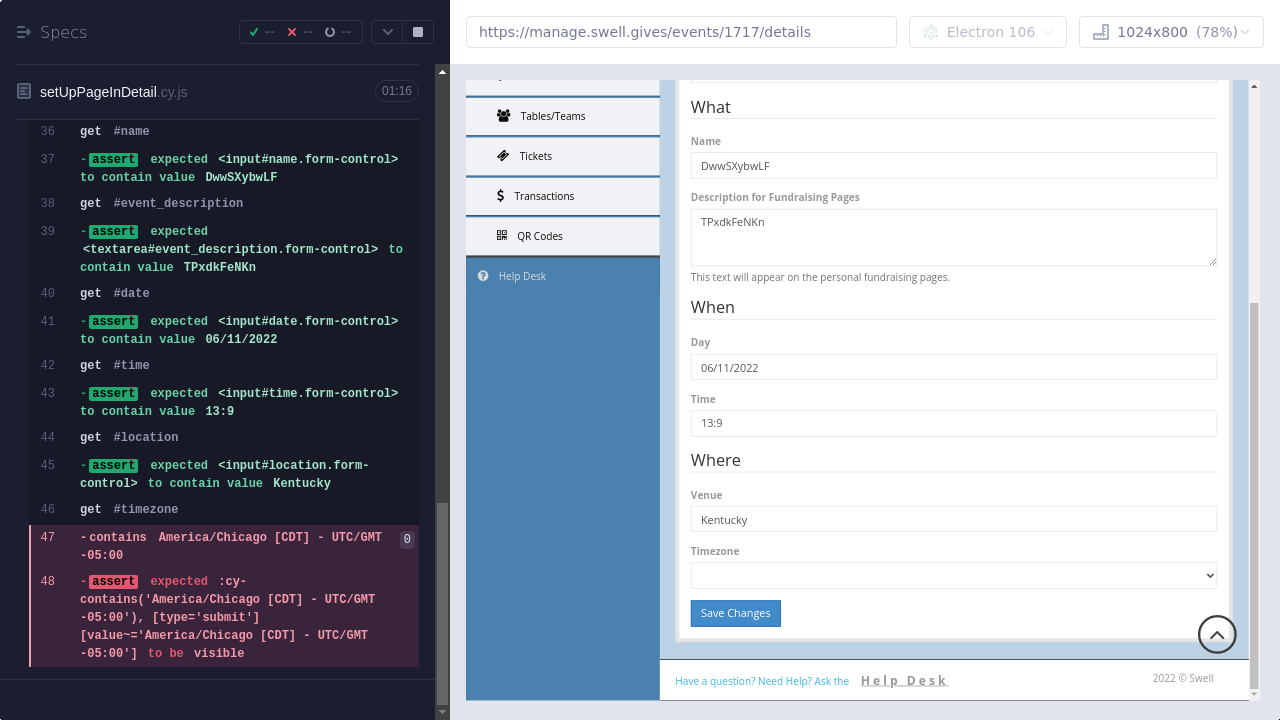 Specs
--
--
--
setUpPageInDetail.cy.js
01:16
36 get #name
37 -assert expected <input#name.form-control>
to contain value DwwSXybwLF
38 get #event_description
39 -assert expected
<textarea#event_description.form-control> to
contain value TPxdkFeNKn
40 get #date
41 -assert expected <input#date.form-control>
to contain value 06/11/2022
42 get #time
43 -assert expected <input#time.form-control>
to contain value 13:9
44 get #location
45 -assert expected <input#location.form-
control> to contain value Kentucky
46 get #timezone
47 -contains America/Chicago [CDT] - UTC/GMT
-05:00
0
48 -assert expected :cy-
contains('America/Chicago [CDT] - UTC/GMT
-05:00'), [type='submit']
[value~='America/Chicago [CDT] - UTC/GMT
-05:00'] to be visible
https://manage.swell.gives/events/1717/details
Electron 106
1024x800 (78%)
Tables/Teams
Tickets
Transactions
QR Codes
Help Desk
What
Name
DwwSXybwLF
Description for Fundraising Pages
TPxdkFeNKn
This text will appear on the personal fundraising pages.
When
Day
06/11/2022
Time
13:9
Where
Venue
Kentucky
Timezone
Save Changes
Have a question? Need Help? Ask the Help Desk
2022 © Swell